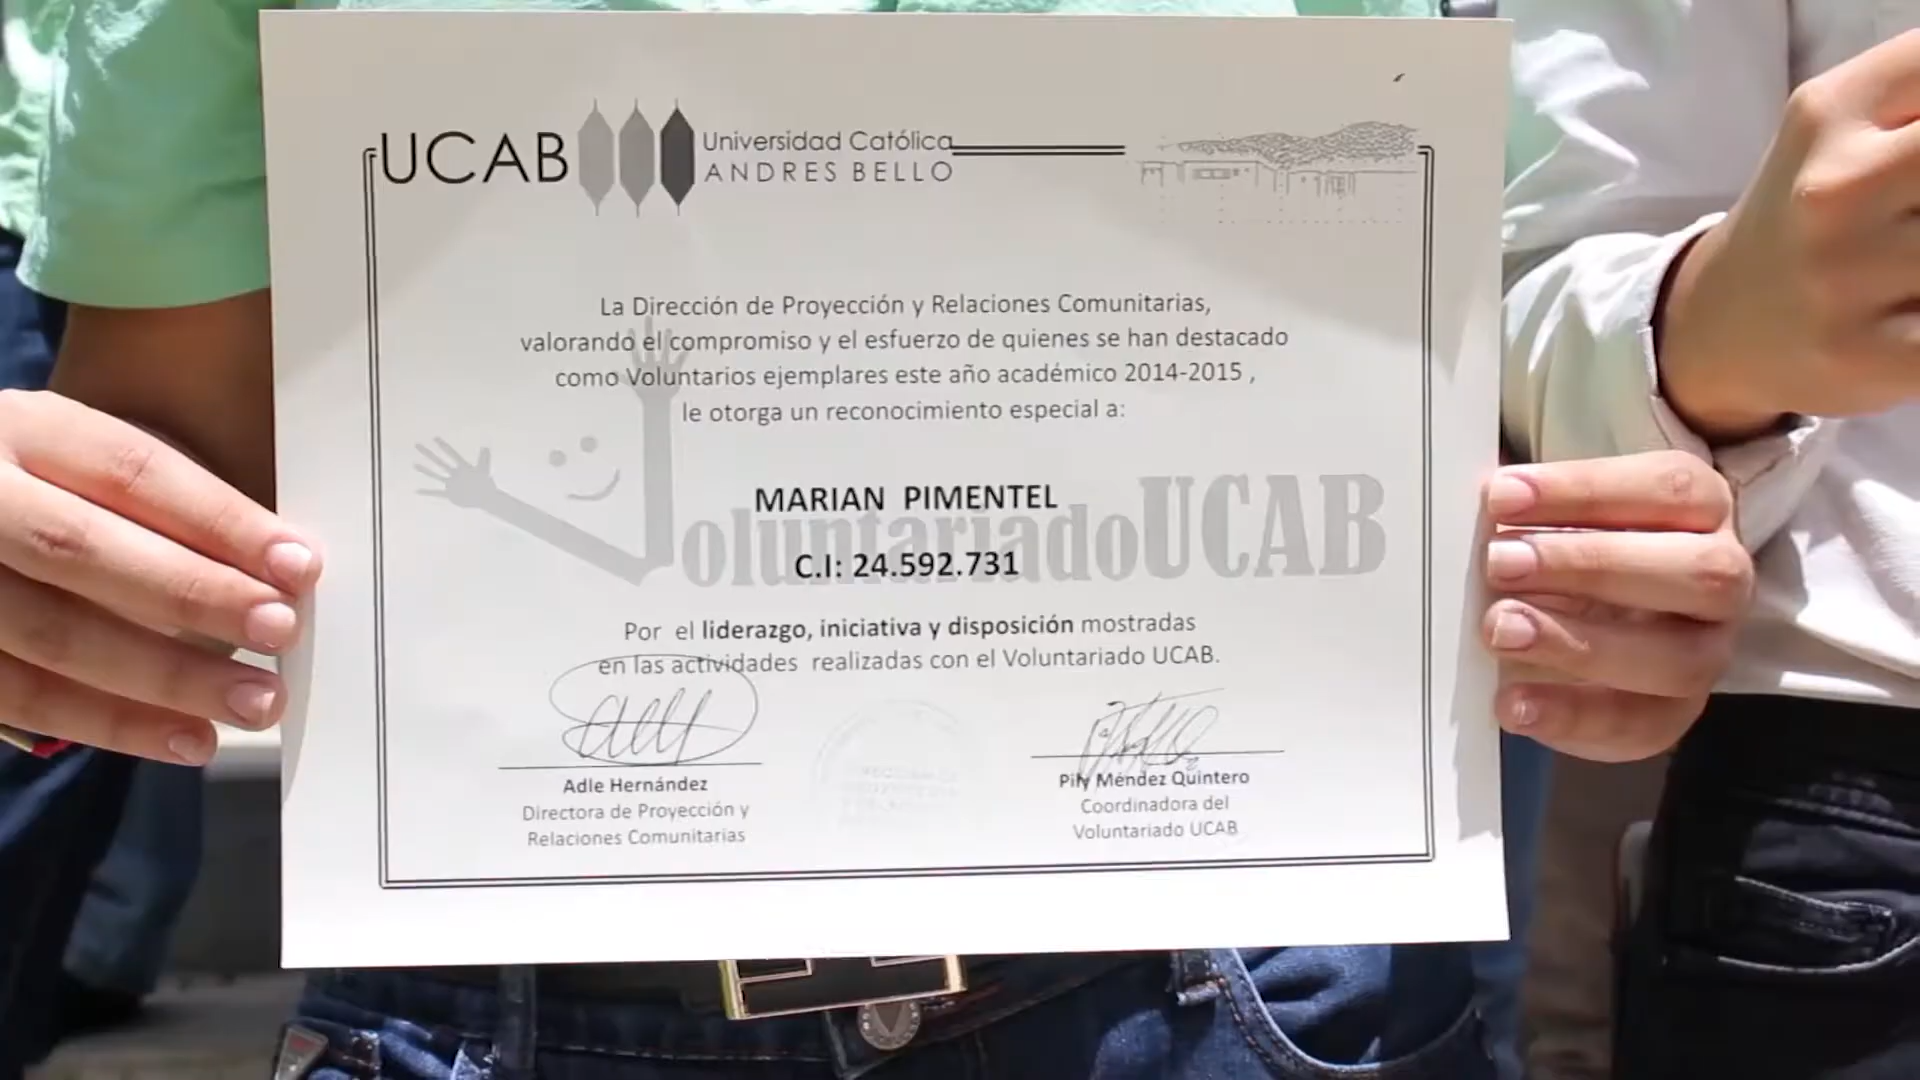 UCAB
Universidad Católica
ANDRES BELLO
La Dirección de Proyección y Relaciones Comunitarias,
valorando el compromiso y el esfuerzo de quienes se han destacado
como Voluntarios ejemplares este año académico 2014-2015 ,
le otorga un reconocimiento especial a:
MARIAN PIMENTEL
VoluntariadoUCAB
C.I: 24.592.731
Por el liderazgo, iniciativa y disposición mostradas
en las actividades realizadas con el Voluntariado UCAB.
Adle Hernández
Directora de Proyección y
Relaciones Comunitarias
Pily Méndez Quintero
Coordinadora del
Voluntariado UCAB